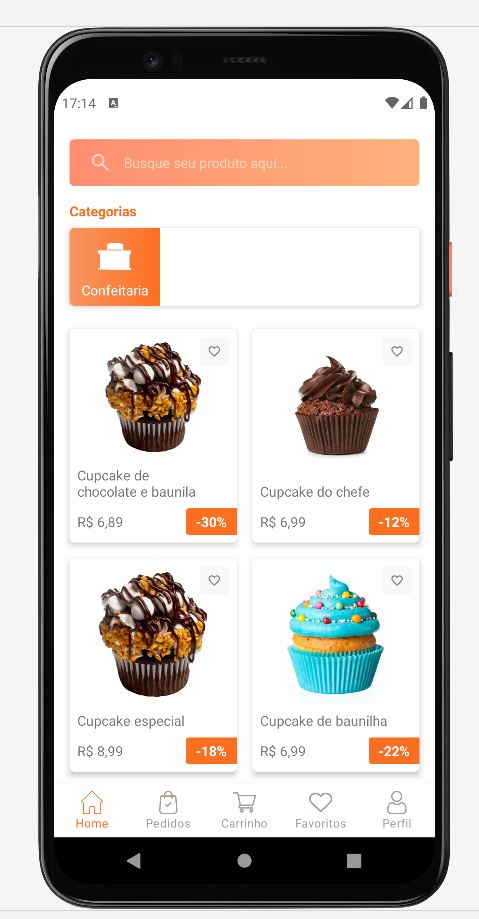 17:14
A
Busque seu produto aqui...
Categorias
Confeitaria
Cupcake de
chocolate e baunila
R$ 6,89
-30%
Cupcake do chefe
R$ 6,99
-12%
Cupcake especial
R$ 8,99
-18%
Cupcake de baunilha
R$ 6,99
-22%
Home
Pedidos
Carrinho
Favoritos
Perfil